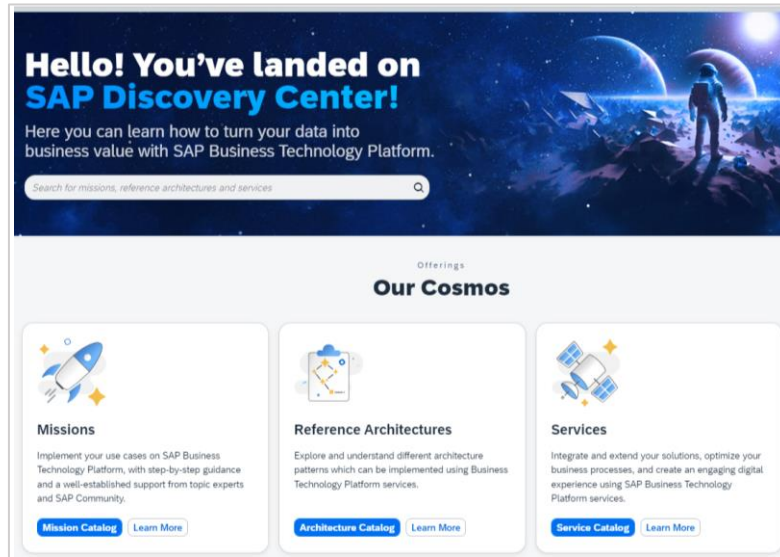 Hello! You've landed on
SAP Discovery Center!
Here you can learn how to turn your data into
business value with SAP Business Technology Platform.
Search for missions, reference architectures and services
Offerings
Our Cosmos
Missions
Implement your use cases on SAP Business
Technology Platform, with step-by-step guidance
and a well-established support from topic experts
and SAP Community.
Mission Catalog
Learn More
Reference Architectures
Explore and understand different architecture
patterns which can be implemented using Business
Technology Platform services.
Architecture Catalog
Learn More
Services
Integrate and extend your solutions, optimize your
business processes, and create an engaging digital
experience using SAP Business Technology
Platform services.
Service Catalog
Learn More